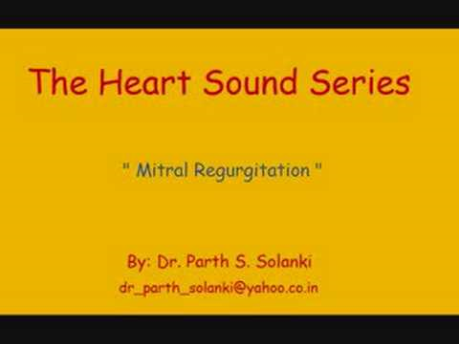 The Heart Sound Series
" Mitral Regurgitation "
By: Dr. Parth S. Solanki
dr_parth_solanki@yahoo.co.in